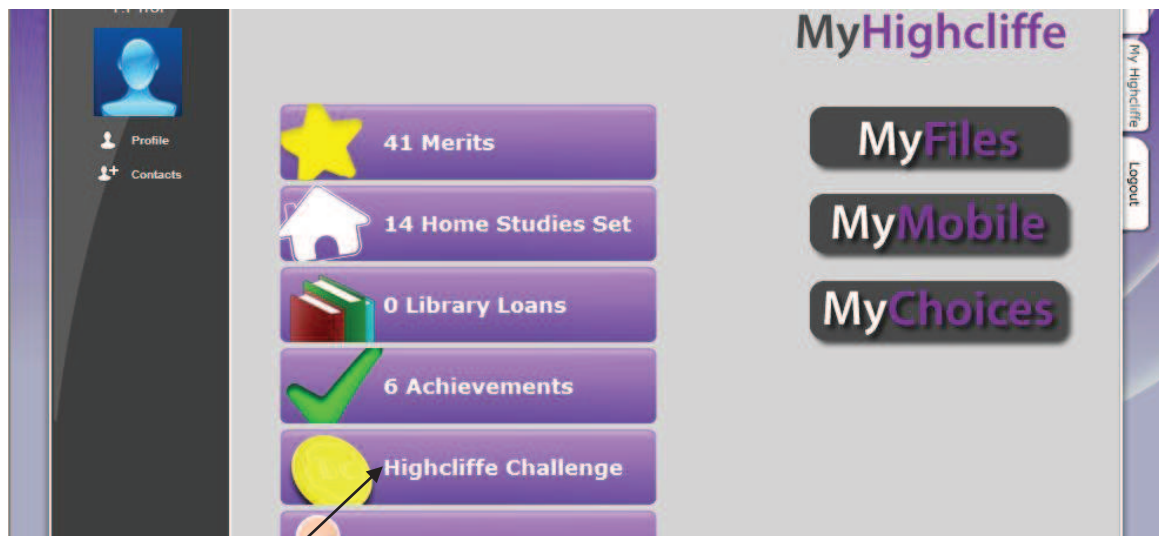 MyHighcliffe
Profile
Contacts
41 Merits
14 Home Studies Set
0 Library Loans
6 Achievements
Highcliffe Challenge
MyFiles
MyMobile
MyChoices
My Highcliffe
Logout